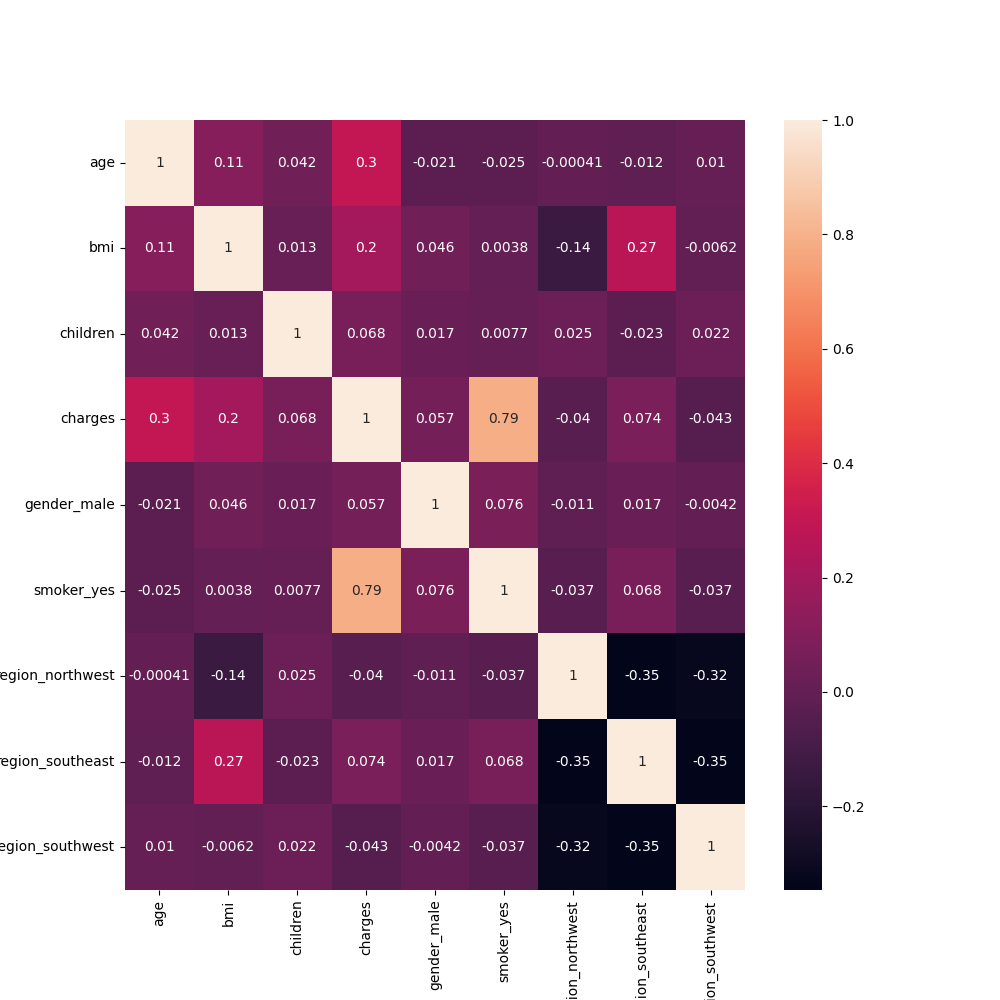 age 1 0.11 0.042 0.3 -0.021 -0.025 -0.00041 -0.012 0.01
bmi 0.11 1 0.013 0.2 0.046 0.0038 -0.14 0.27 -0.0062
children 0.042 0.013 1 0.068 0.017 0.0077 0.025 -0.023 0.022
charges 0.3 0.2 0.068 1 0.057 0.79 -0.04 0.074 -0.043
gender_male -0.021 0.046 0.017 0.057 1 0.076 -0.011 0.017 -0.0042
smoker_yes -0.025 0.0038 0.0077 0.79 0.076 1 -0.037 0.068 -0.037
region_northwest -0.00041 -0.14 0.025 -0.04 -0.011 -0.037 1 -0.35 -0.32
region_southeast -0.012 0.27 -0.023 0.074 0.017 0.068 -0.35 1 -0.35
egion_southwest 0.01 -0.0062 0.022 -0.043 -0.0042 -0.037 -0.32 -0.35 1
age
bmi
children
charges
gender_male
smoker_yes
ion_northwest
ion_southeast
ion_southwest
1.0
0.8
0.6
0.4
0.2
0.0
−0.2